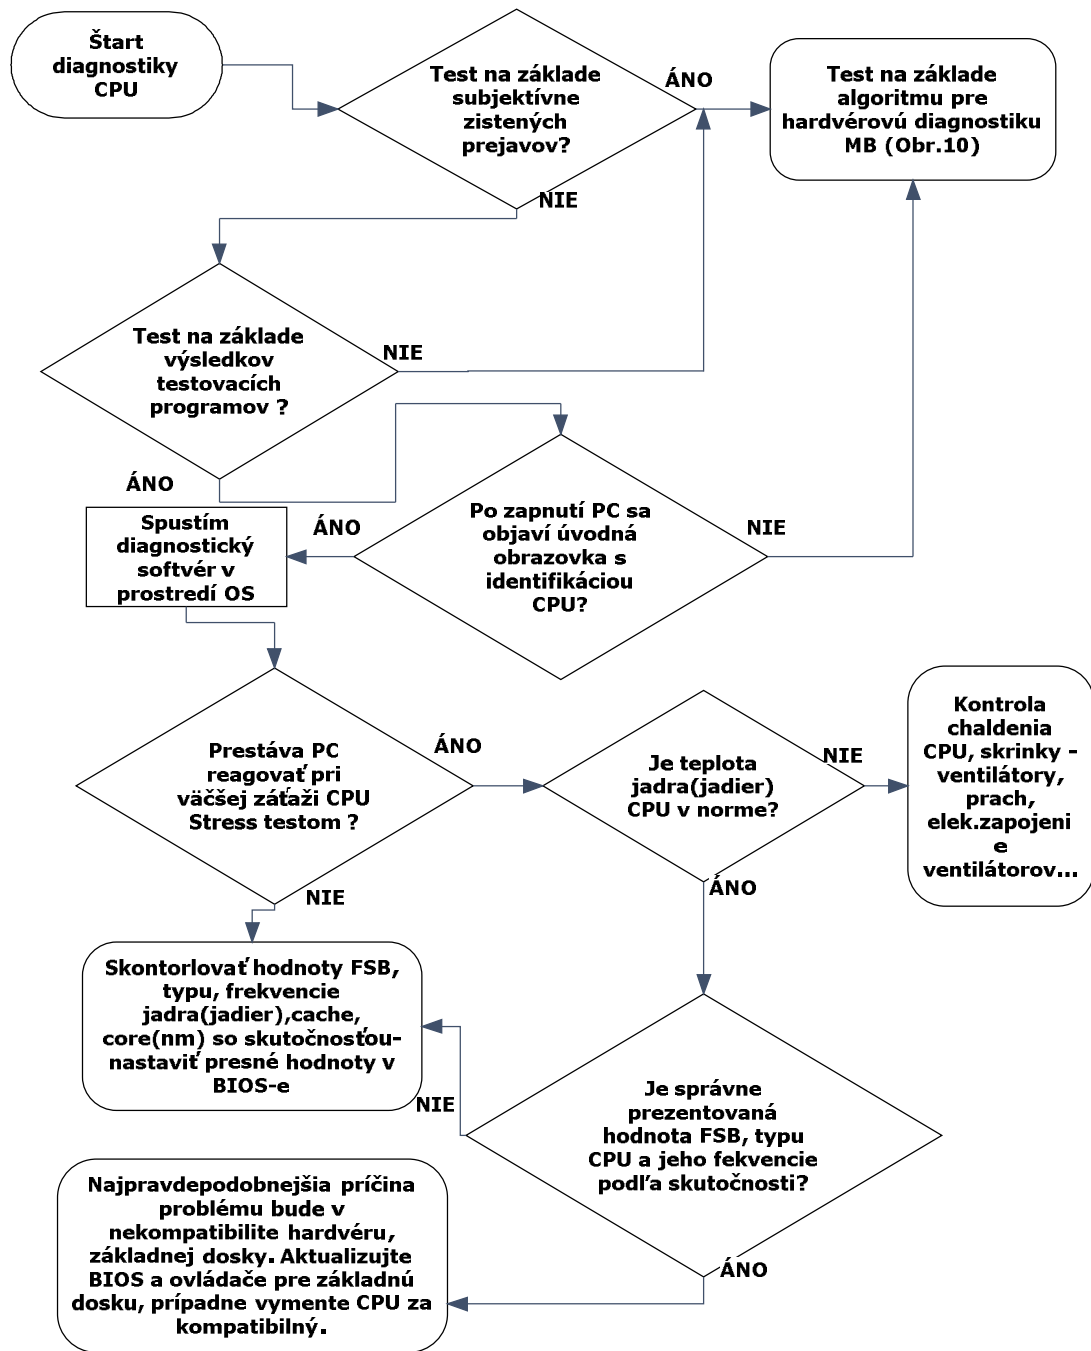 Štart
diagnostiky
CPU
Test na základe
subjektívne
zistených
prejavov?
ÁNO
Test na základe
algoritmu pre
hardvérovú diagnostiku
MB (Obr.10)
NIE
Test na základe
výsledkov
testovacích
programov ?
NIE
ÁNO
Po zapnutí PC sa
objaví úvodná
obrazovka s
identifikáciou
CPU?
NIE
ÁNO
Spustím
diagnostický
softvér v
prostredí OS
Prestáva PC
reagovať pri
väčšej záťaži CPU
Stress testom ?
ÁNO
Je teplota
jadra(jadier)
CPU v norme?
NIE
Kontrola
chaldenia
CPU, skrinky -
ventilátory,
prach,
elek.zapojeni
e
ventilátorov...
NIE
ÁNO
Skontorlovať hodnoty FSB,
typu, frekvencie
jadra(jadier),cache,
core(nm) so skutočnosťou-
nastaviť presné hodnoty v
BIOS-e
NIE
Je správne
prezentovaná
hodnota FSB, typu
CPU a jeho fekvencie
podľa skutočnosti?
ÁNO
Najpravdepodobnejšia príčina
problému bude v
nekompatibilite hardvéru,
základnej dosky. Aktualizujte
BIOS a ovládače pre základnú
dosku, prípadne vymente CPU za
kompatibilný.